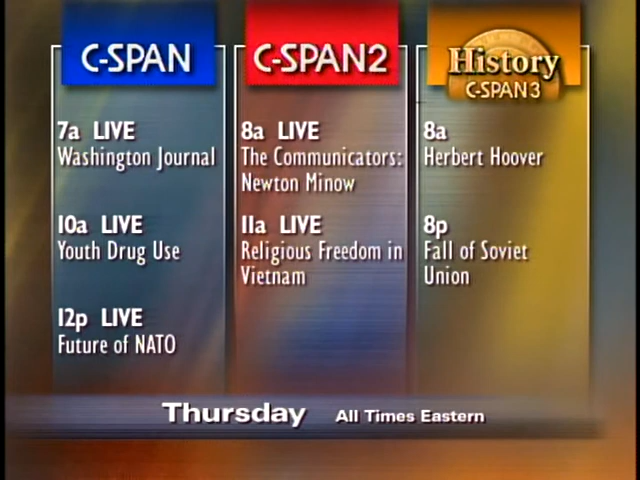 C-SPAN
7a LIVE
Washington Journal
10a LIVE
Youth Drug Use
12p LIVE
Future of NATO
C-SPAN2
8a LIVE
The Communicators:
Newton Minow
11a LIVE
Religious Freedom in
Vietnam
History
C-SPAN3
8a
Herbert Hoover
8p
Fall of Soviet
Union
Thursday All Times Eastern